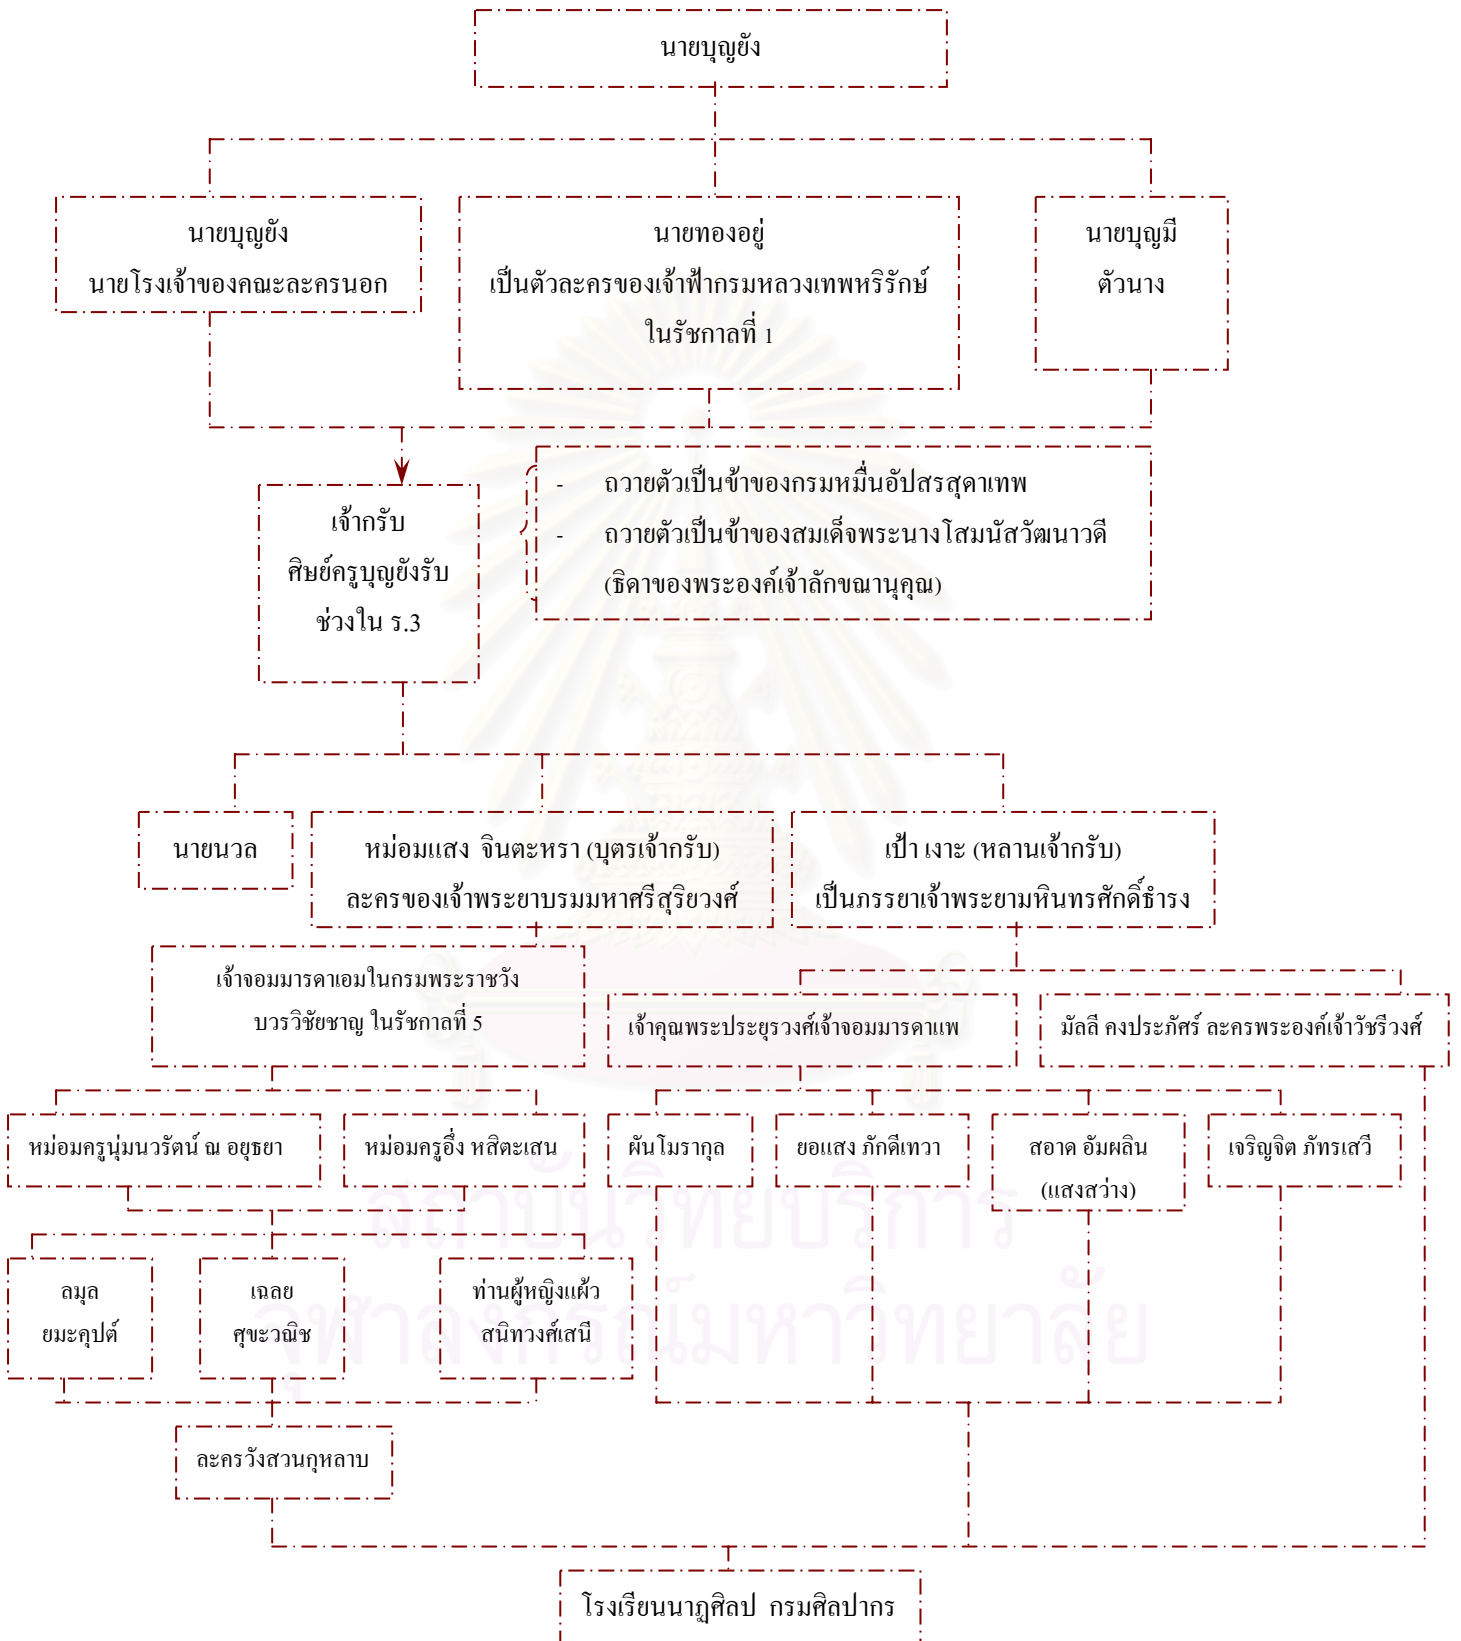 นายบุญยัง
นายบุญยัง
นายโรงเจ้าของคณะละครนอก
นายทองอยู่
เป็นตัวละครของเจ้าฟ้ากรมหลวงเทพหริรักษ์
ในรัชกาลที่ 1
นายบุญมี
ตัวนาง
เจ้ากรับ
ศิษย์ครูบุญยังรับ
ช่วงใน ร.3
- ถวายตัวเป็นข้าของกรมหมื่นอัปสรสุดาเทพ
- ถวายตัวเป็นข้าของสมเด็จพระนางโสมนัสวัฒนาวดี
(ธิดาของพระองค์เจ้าลักขณานุคุณ)
นายนวล
หม่อมแสง จินตะหรา (บุตรเจ้ากรับ)
ละครของเจ้าพระยาบรมมหาศรีสุริยวงศ์
เป้า เงาะ (หลานเจ้ากรับ)
เป็นภรรยาเจ้าพระยามหินทรศักดิ์ธำรง
เจ้าจอมมารดาเอมในกรมพระราชวัง
บวรวิชัยชาญ ในรัชกาลที่ 5
เจ้าคุณพระประยุรวงศ์เจ้าจอมมารดาแพ
มัลลี คงประภัศร์ ละครพระองค์เจ้าวัชรีวงศ์
หม่อมครูนุ่มนวรัตน์ ณ อยุธยา
หม่อมครูอึ่ง หสิตะเสน
ผันโมรากุล
ยอแสง ภักดีเทวา
สอาด อัมผลิน
(แสงสว่าง)
เจริญจิต ภัทรเสวี
ลมุล
ยมะคุปต์
เฉลย
ศุขะวณิช
ท่านผู้หญิงแผ้ว
สนิทวงศ์เสนี
ละครวังสวนกุหลาบ
โรงเรียนนาฏศิลป กรมศิลปากร
สถาบันวิทยบริการ
จุฬาลงกรณ์มหาวิทยาลัย